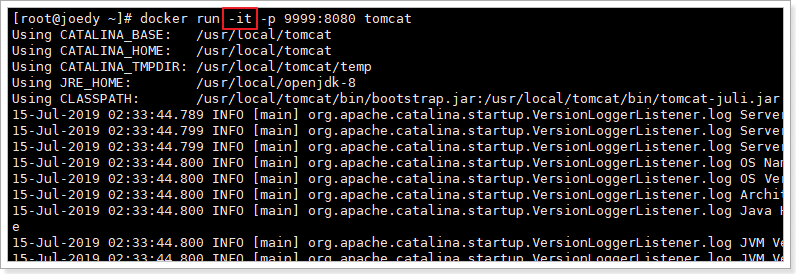 [root@joedy ~]# docker run -it -p 9999:8080 tomcat
Using CATALINA_BASE:   /usr/local/tomcat
Using CATALINA_HOME:   /usr/local/tomcat
Using CATALINA_TMPDIR: /usr/local/tomcat/temp
Using JRE_HOME:        /usr/local/openjdk-8
Using CLASSPATH:       /usr/local/tomcat/bin/bootstrap.jar:/usr/local/tomcat/bin/tomcat-juli.jar
15-Jul-2019 02:33:44.789 INFO [main] org.apache.catalina.startup.VersionLoggerListener.log Server
15-Jul-2019 02:33:44.799 INFO [main] org.apache.catalina.startup.VersionLoggerListener.log Server
15-Jul-2019 02:33:44.799 INFO [main] org.apache.catalina.startup.VersionLoggerListener.log Server
15-Jul-2019 02:33:44.800 INFO [main] org.apache.catalina.startup.VersionLoggerListener.log OS Nam
15-Jul-2019 02:33:44.800 INFO [main] org.apache.catalina.startup.VersionLoggerListener.log OS Ver
15-Jul-2019 02:33:44.800 INFO [main] org.apache.catalina.startup.VersionLoggerListener.log Archit
15-Jul-2019 02:33:44.800 INFO [main] org.apache.catalina.startup.VersionLoggerListener.log Java H
e
15-Jul-2019 02:33:44.800 INFO [main] org.apache.catalina.startup.VersionLoggerListener.log JVM Ve
15-Jul-2019 02:33:44.800 INFO [main] org.apache.catalina.startup.VersionLoggerListener.log JVM Ve